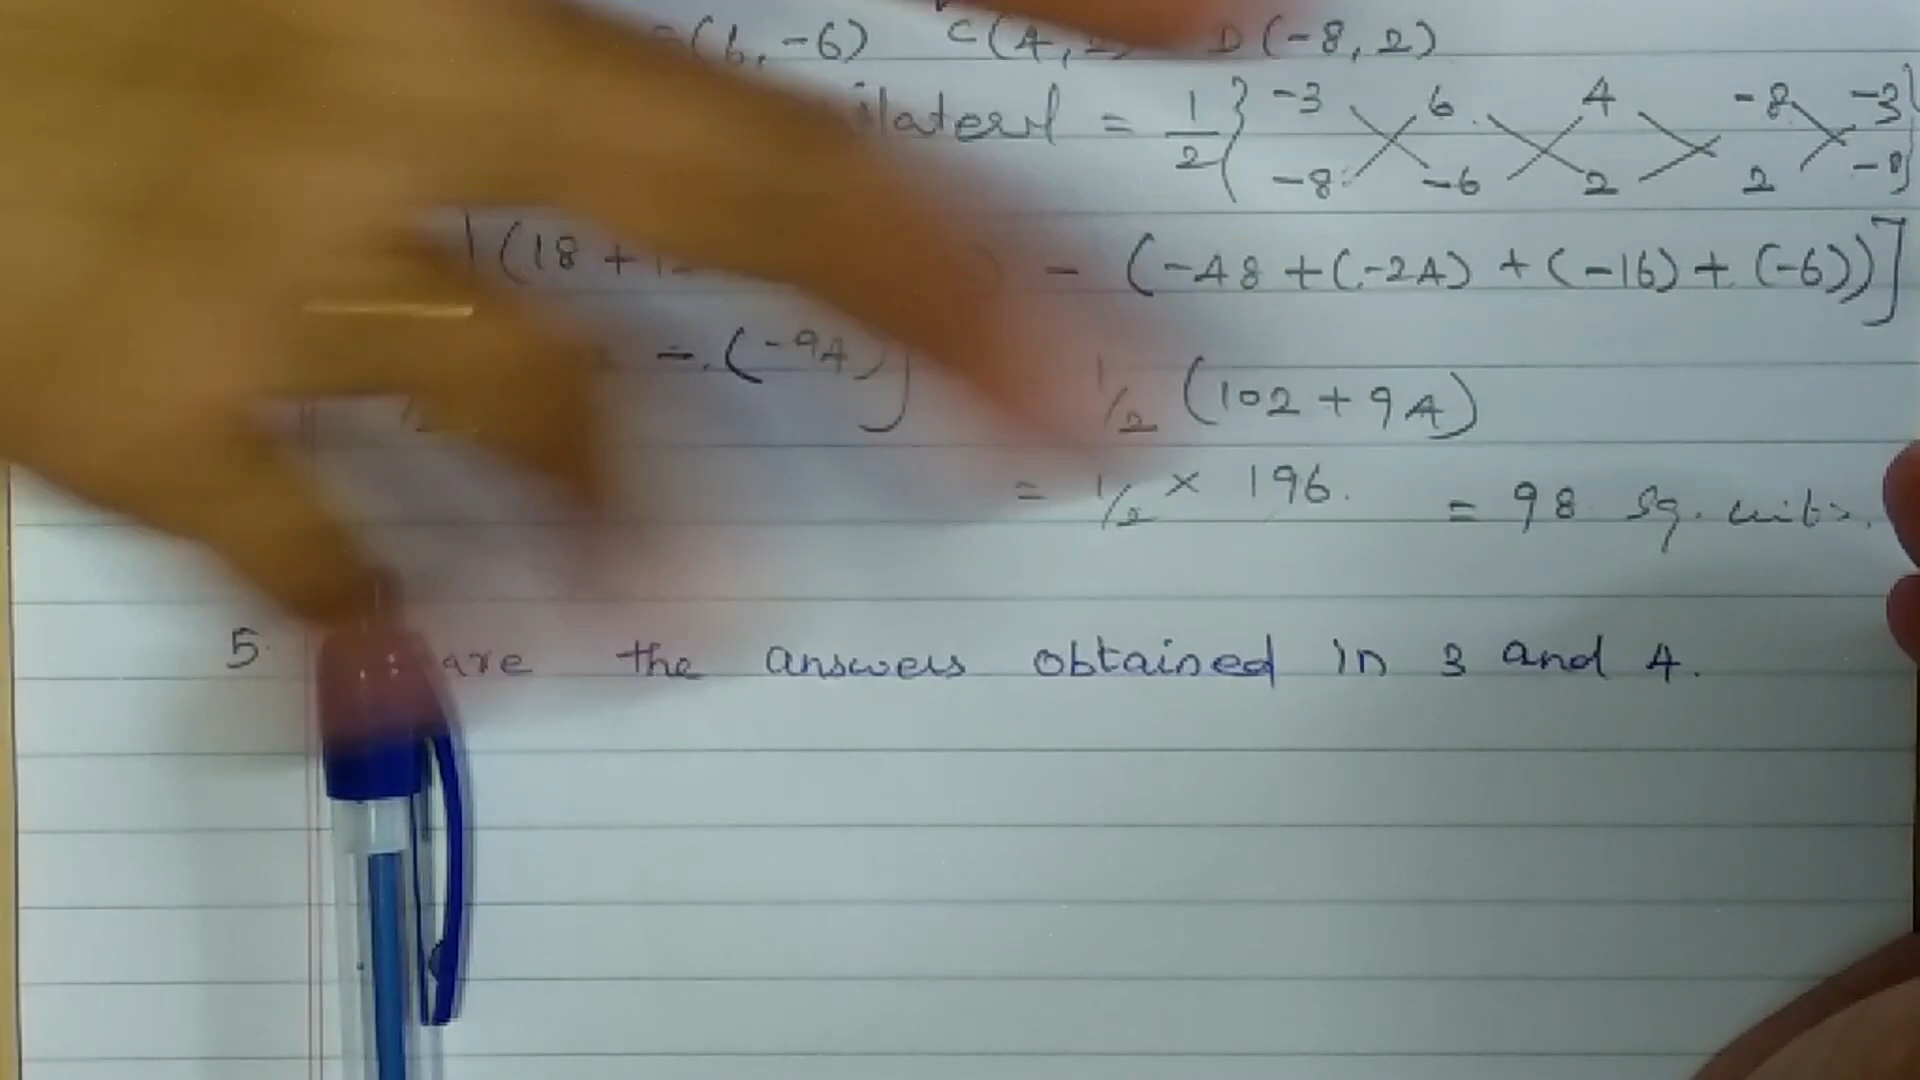 (6, -6) C(4, D(-8, 2)
= 1/2 { -3 6 4 -8 -3 }
-8 -6 2 2 -8
(18 + - (-48 + (-24) + (-16) + (-6))]
- (-94)] 1/2 (102 + 94)
= 1/2 × 196. = 98 sq. units.
5. the answers obtained in 3 and 4.